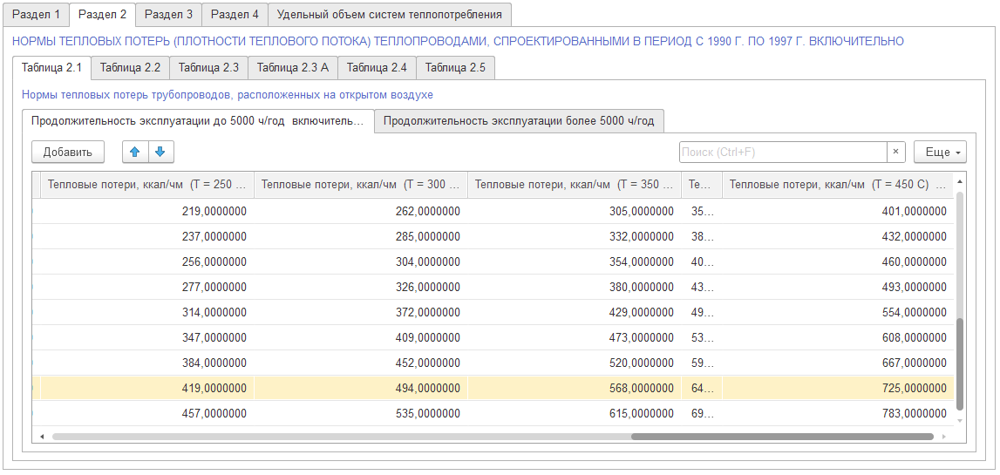 Раздел 1 Раздел 2 Раздел 3 Раздел 4 Удельный объем систем теплопотребления
НОРМЫ ТЕПЛОВЫХ ПОТЕРЬ (ПЛОТНОСТИ ТЕПЛОВОГО ПОТОКА) ТЕПЛОПРОВОДАМИ, СПРОЕКТИРОВАННЫМИ В ПЕРИОД С 1990 Г. ПО 1997 Г. ВКЛЮЧИТЕЛЬНО
Таблица 2.1 Таблица 2.2 Таблица 2.3 Таблица 2.3 А Таблица 2.4 Таблица 2.5
Нормы тепловых потерь трубопроводов, расположенных на открытом воздухе
Продолжительность эксплуатации до 5000 ч/год включитель... Продолжительность эксплуатации более 5000 ч/год
Добавить Поиск (Ctrl+F) × Еще
Тепловые потери, ккал/чм (Т = 250 ... Тепловые потери, ккал/чм (Т = 300 ... Тепловые потери, ккал/чм (Т = 350 ... Те... Тепловые потери, ккал/чм (Т = 450 С) ...
219,0000000 262,0000000 305,0000000 35... 401,0000000
237,0000000 285,0000000 332,0000000 38... 432,0000000
256,0000000 304,0000000 354,0000000 40... 460,0000000
277,0000000 326,0000000 380,0000000 43... 493,0000000
314,0000000 372,0000000 429,0000000 49... 554,0000000
347,0000000 409,0000000 473,0000000 53... 608,0000000
384,0000000 452,0000000 520,0000000 59... 667,0000000
419,0000000 494,0000000 568,0000000 64... 725,0000000
457,0000000 535,0000000 615,0000000 69... 783,0000000